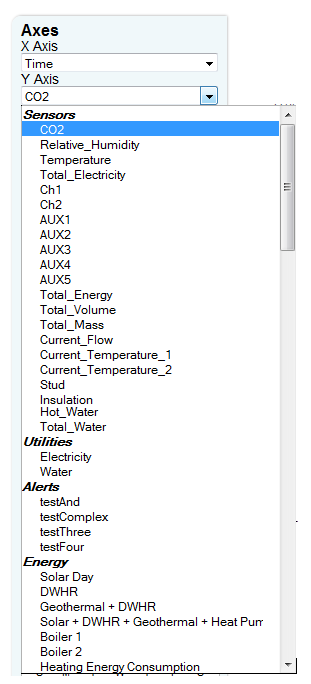 Axes
X Axis
Time
Y Axis
CO2
Sensors
CO2
Relative_Humidity
Temperature
Total_Electricity
Ch1
Ch2
AUX1
AUX2
AUX3
AUX4
AUX5
Total_Energy
Total_Volume
Total_Mass
Current_Flow
Current_Temperature_1
Current_Temperature_2
Stud
Insulation
Hot_Water
Total_Water
Utilities
Electricity
Water
Alerts
testAnd
testComplex
testThree
testFour
Energy
Solar Day
DWHR
Geothermal + DWHR
Solar + DWHR + Geothermal + Heat Pum
Boiler 1
Boiler 2
Heating Energy Consumption